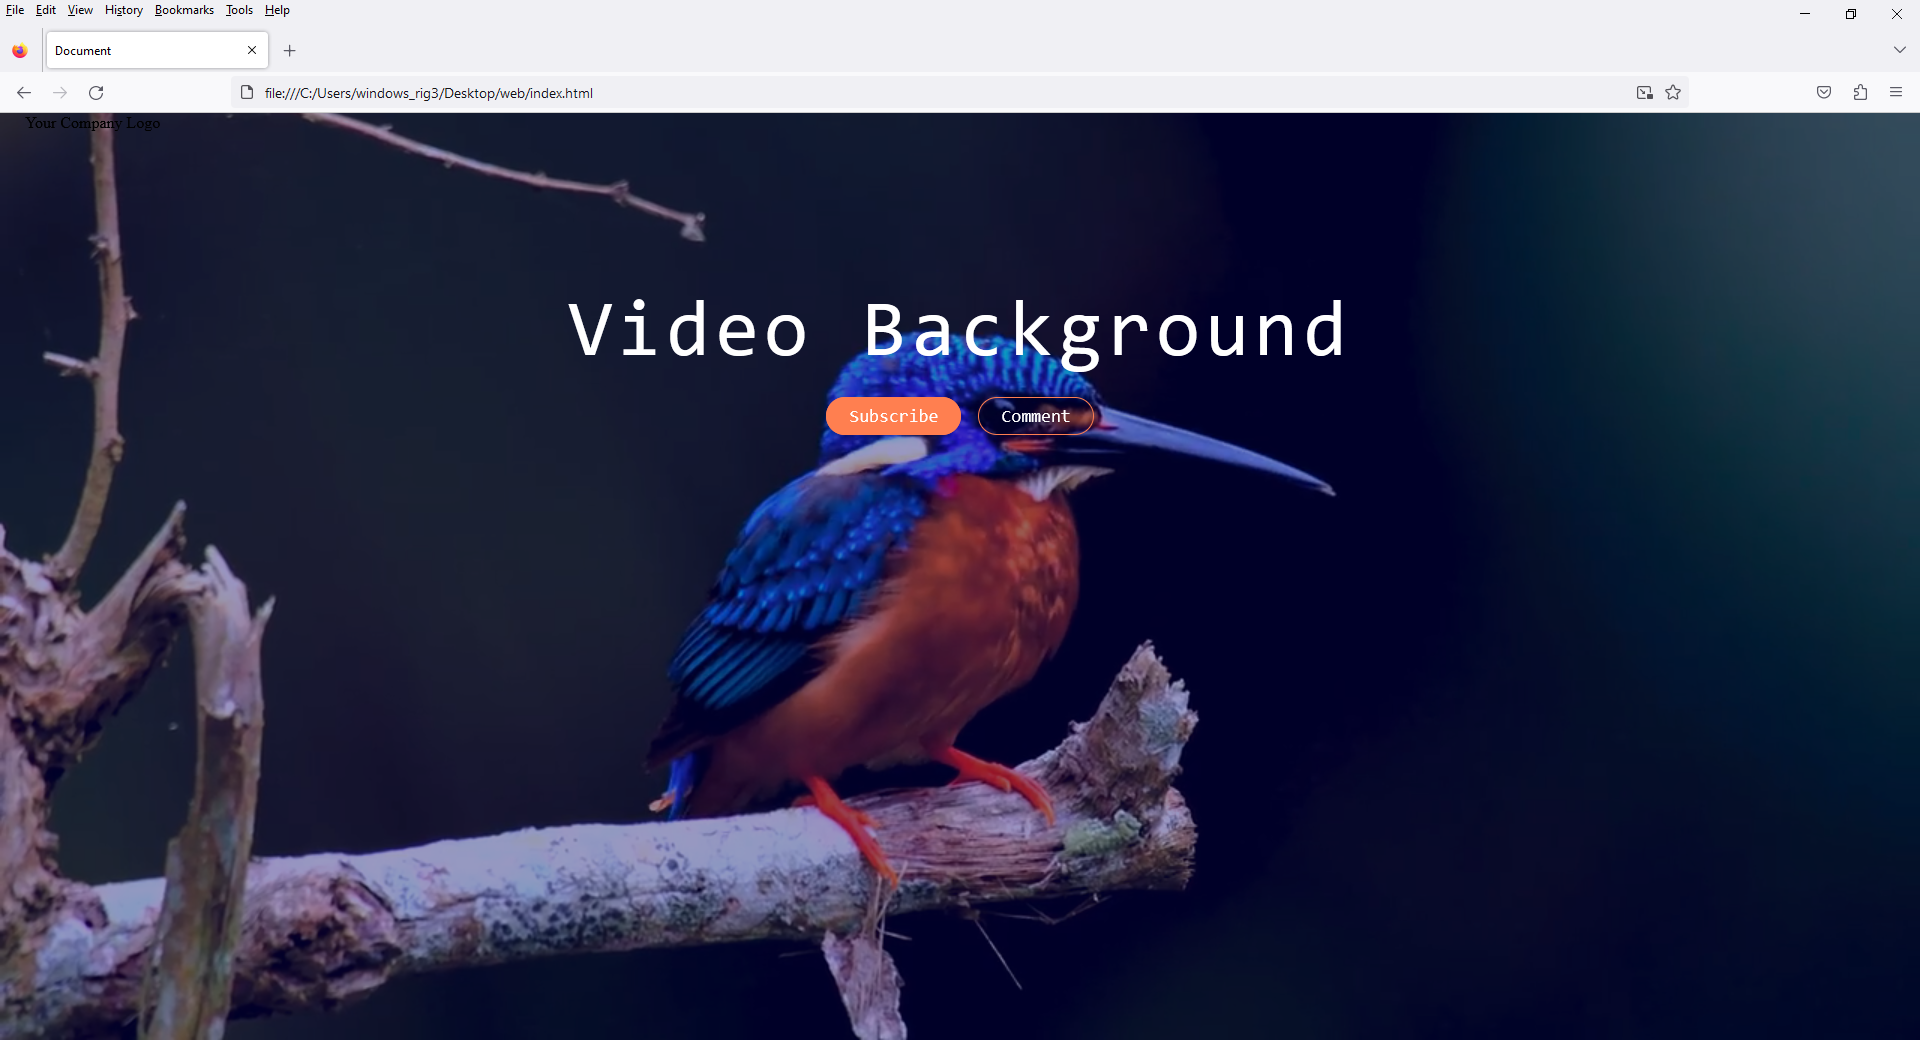 File Edit View History Bookmarks Tools Help
Document
file:///C:/Users/windows_rig3/Desktop/web/index.html
Your Company Logo
Video Background
Subscribe Comment